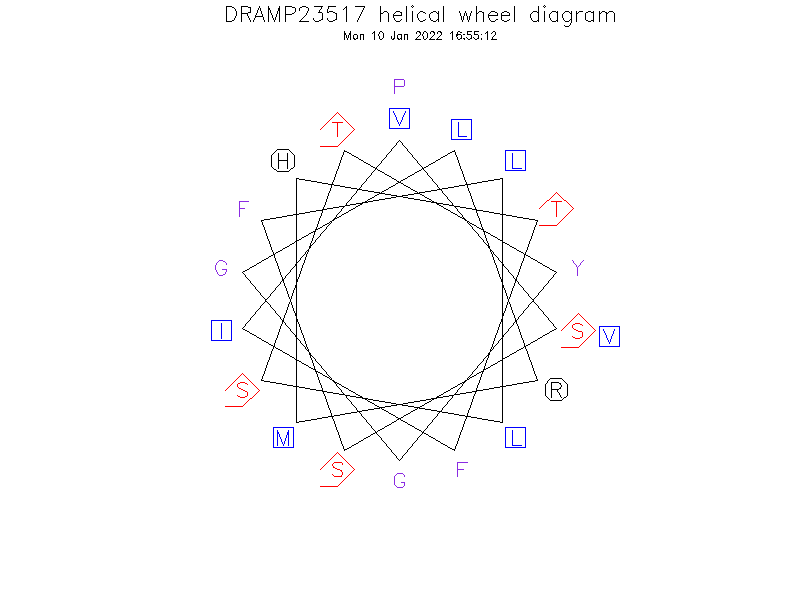 DRAMP23517 helical wheel diagram
Mon 10 Jan 2022 16:55:12
P
T V L
H L
F T
G Y
I S V
S R
M L
S G F